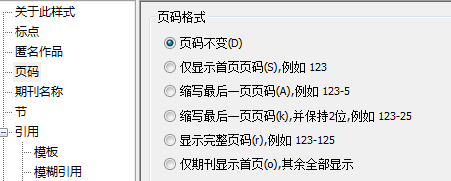 关于此样式
标点
匿名作品
页码
期刊名称
节
引用
模板
模糊引用
页码格式
页码不变(D)
仅显示首页页码(S),例如 123
缩写最后一页页码(A),例如 123-5
缩写最后一页页码(k),并保持2位,例如 123-25
显示完整页码(r),例如 123-125
仅期刊显示首页(o),其余全部显示